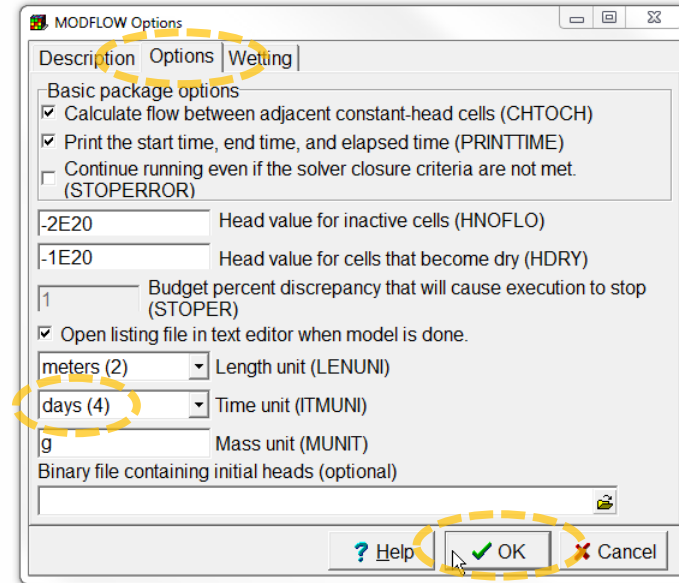 MODFLOW Options
Description Options Wetting
Basic package options
Calculate flow between adjacent constant-head cells (CHTOCH)
Print the start time, end time, and elapsed time (PRINTTIME)
Continue running even if the solver closure criteria are not met.
(STOPERROR)
-2E20 Head value for inactive cells (HNOFLO)
-1E20 Head value for cells that become dry (HDRY)
1 Budget percent discrepancy that will cause execution to stop
(STOPER)
Open listing file in text editor when model is done.
meters (2) Length unit (LENUNI)
days (4) Time unit (ITMUNI)
g Mass unit (MUNIT)
Binary file containing initial heads (optional)
? Help OK Cancel